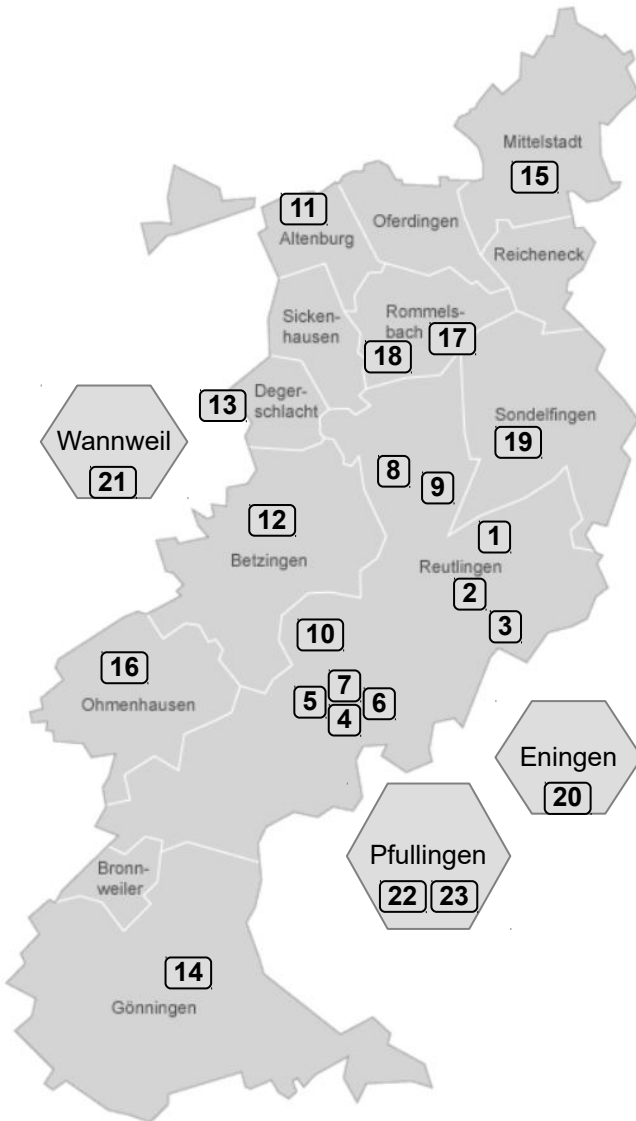 Mittelstadt
15
11
Altenburg
Oferdingen
Reicheneck
Sicken-
hausen
Rommels-
bach
17
18
13
Deger-
schlacht
Sondelfingen
19
Wannweil
21
8
9
12
Betzingen
1
Reutlingen
2
3
10
16
Ohmenhausen
7
5
6
4
Eningen
20
Pfullingen
22
23
Bronn-
weiler
14
Gönningen